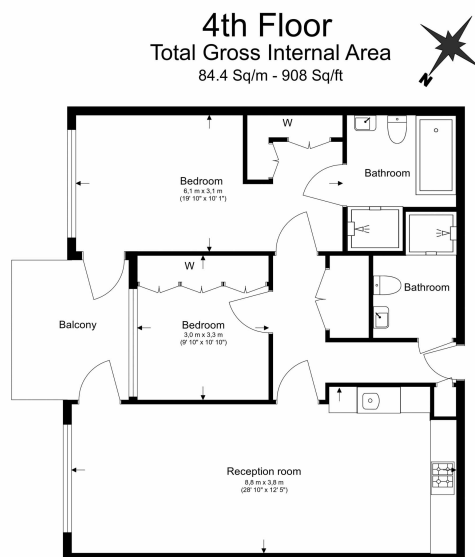 4th Floor
Total Gross Internal Area
84.4 Sq/m - 908 Sq/ft
N
W
Bedroom
6,1 m x 3,1 m
(19' 10" x 10' 1")
Bathroom
W
Bathroom
Balcony
Bedroom
3,0 m x 3,3 m
(9' 10" x 10' 10")
Reception room
8,8 m x 3,8 m
(28' 10" x 12' 5")